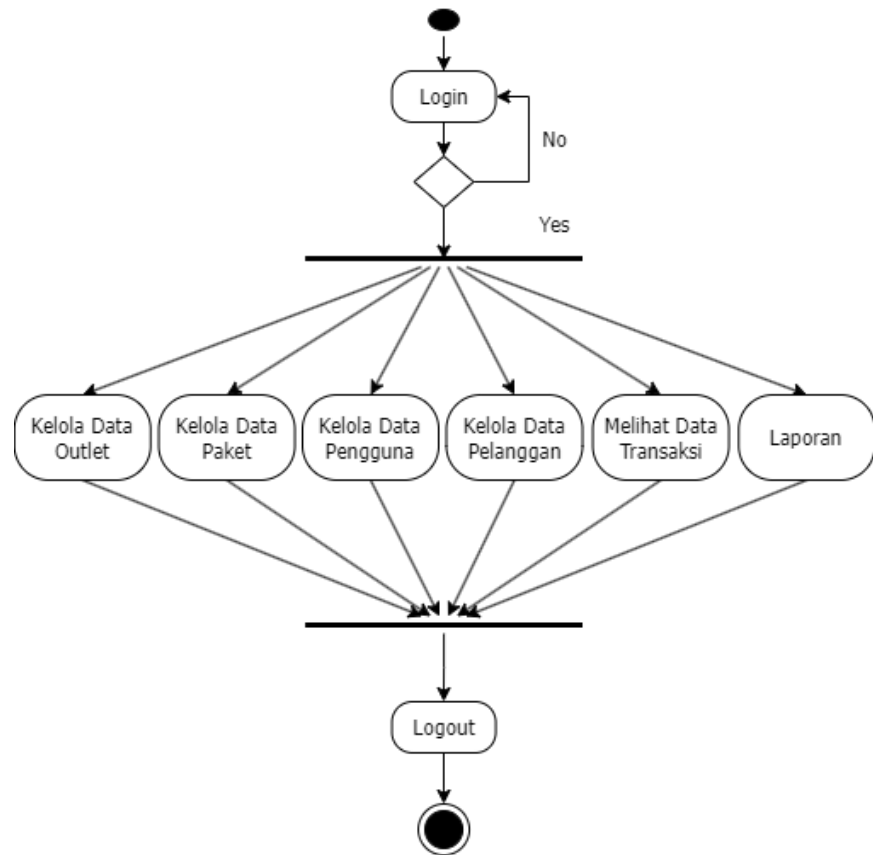 Login
No
Yes
Kelola Data
Outlet
Kelola Data
Paket
Kelola Data
Pengguna
Kelola Data
Pelanggan
Melihat Data
Transaksi
Laporan
Logout